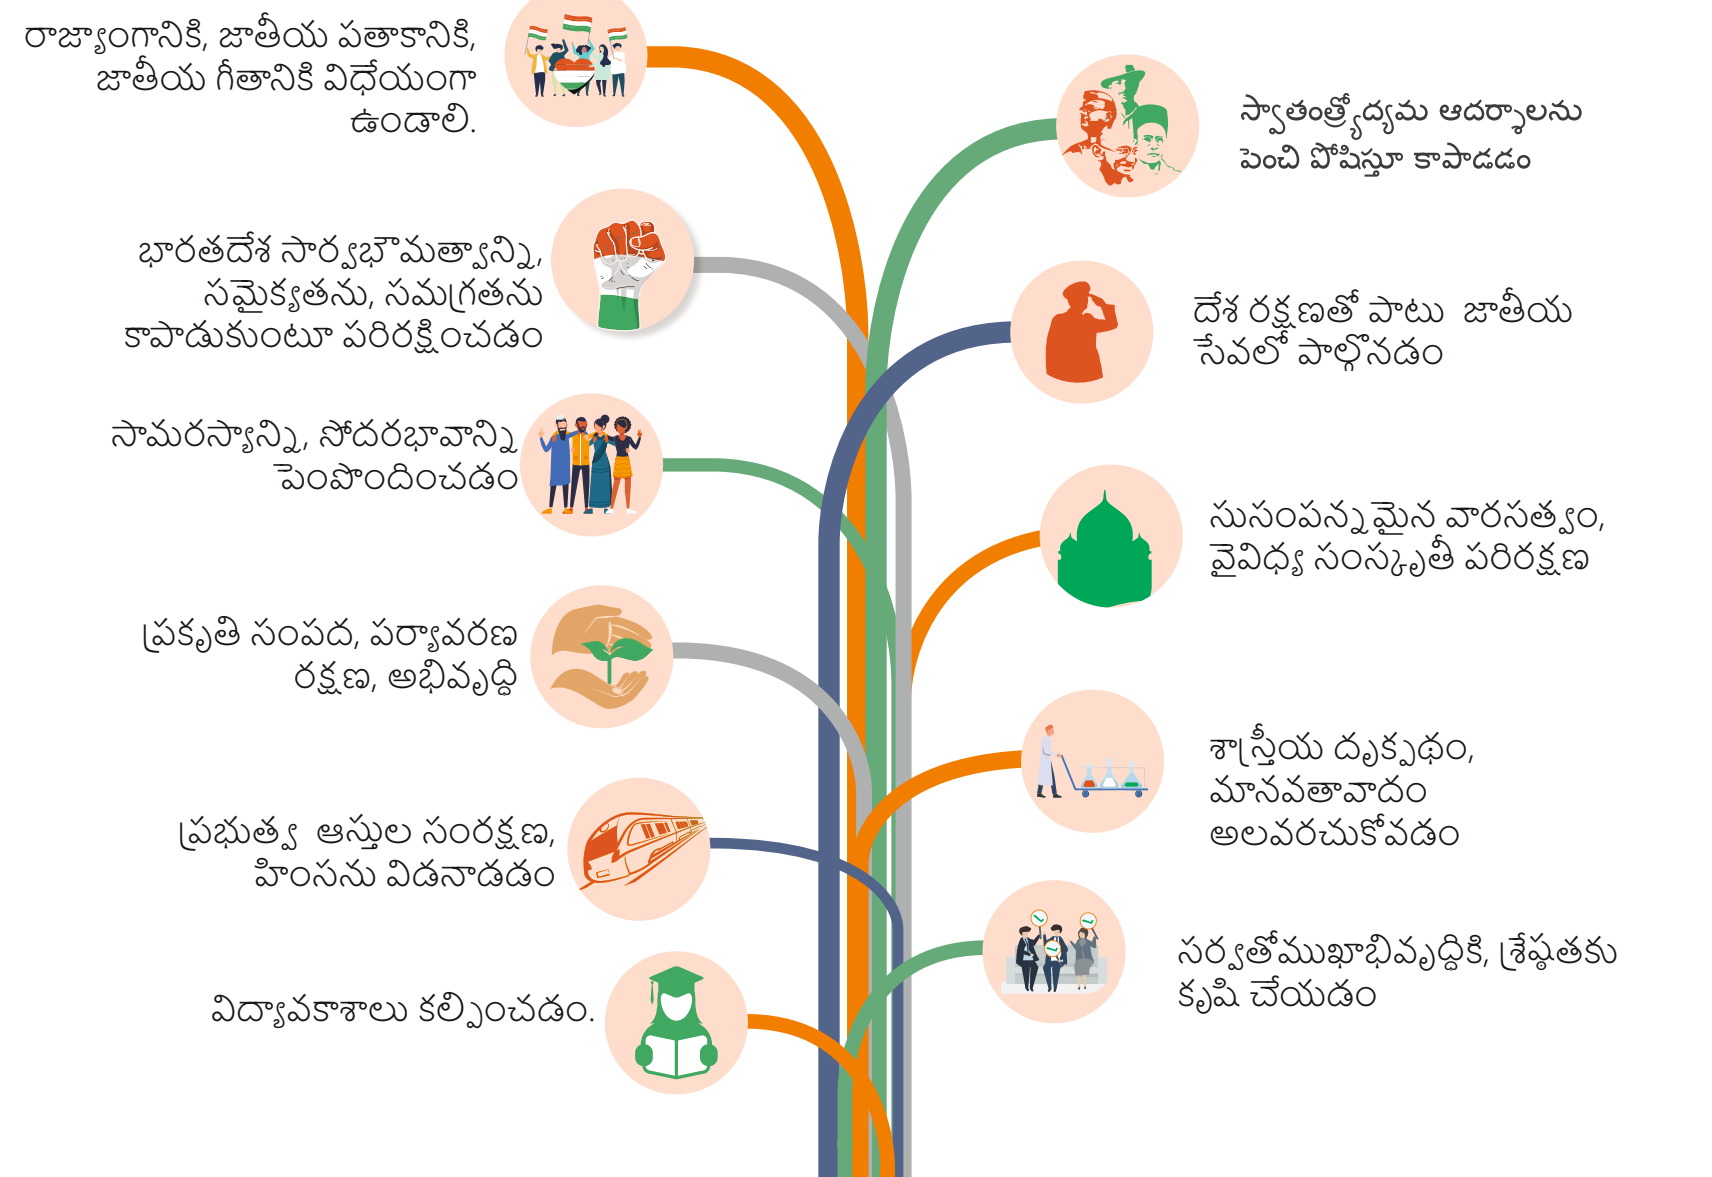 రాజ్యాంగానికి, జాతీయ పతాకానికి,
జాతీయ గీతానికి విధేయంగా
ఉండాలి.
స్వాతంత్ర్యోద్యమ ఆదర్శాలను
పెంచి పోషిస్తూ కాపాడడం
భారతదేశ సార్వభౌమత్వాన్ని,
సమైక్యతను, సమగ్రతను
కాపాడుకుంటూ పరిరక్షించడం
దేశ రక్షణతో పాటు జాతీయ
సేవలో పాల్గొనడం
సామరస్యాన్ని, సోదరభావాన్ని
పెంపొందించడం
సుసంపన్నమైన వారసత్వం,
వైవిధ్య సంస్కృతీ పరిరక్షణ
ప్రకృతి సంపద, పర్యావరణ
రక్షణ, అభివృద్ధి
శాస్త్రీయ దృక్పథం,
మానవతావాదం
అలవరచుకోవడం
ప్రభుత్వ ఆస్తుల సంరక్షణ,
హింసను విడనాడడం
సర్వతోముఖాభివృద్ధికి, శ్రేష్ఠతకు
కృషి చేయడం
విద్యావకాశాలు కల్పించడం.